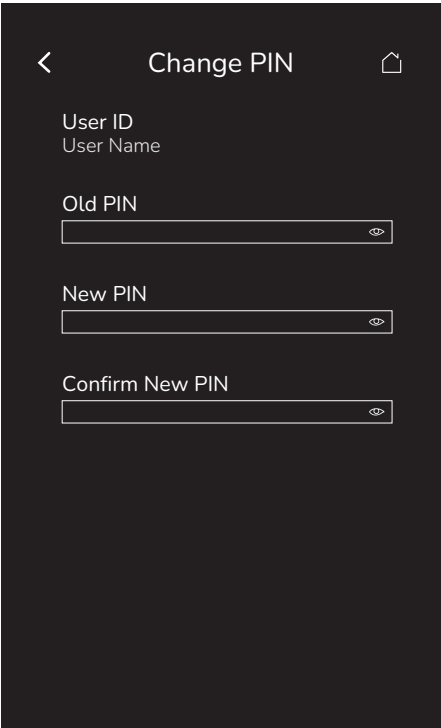 Change PIN
User ID
User Name
Old PIN
New PIN
Confirm New PIN